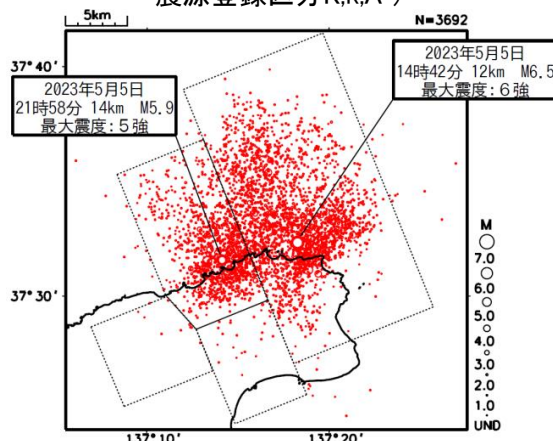 震源登録区分K,k,A*)
5km
N=3692
37°40'
2023年5月5日
21時58分 14km M5.9
最大震度:5強
2023年5月5日
14時42分 12km M6.5
最大震度:6強
37°30'
M
7.0
6.0
5.0
4.0
3.0
2.0
1.0
UND
137°10'
137°20'